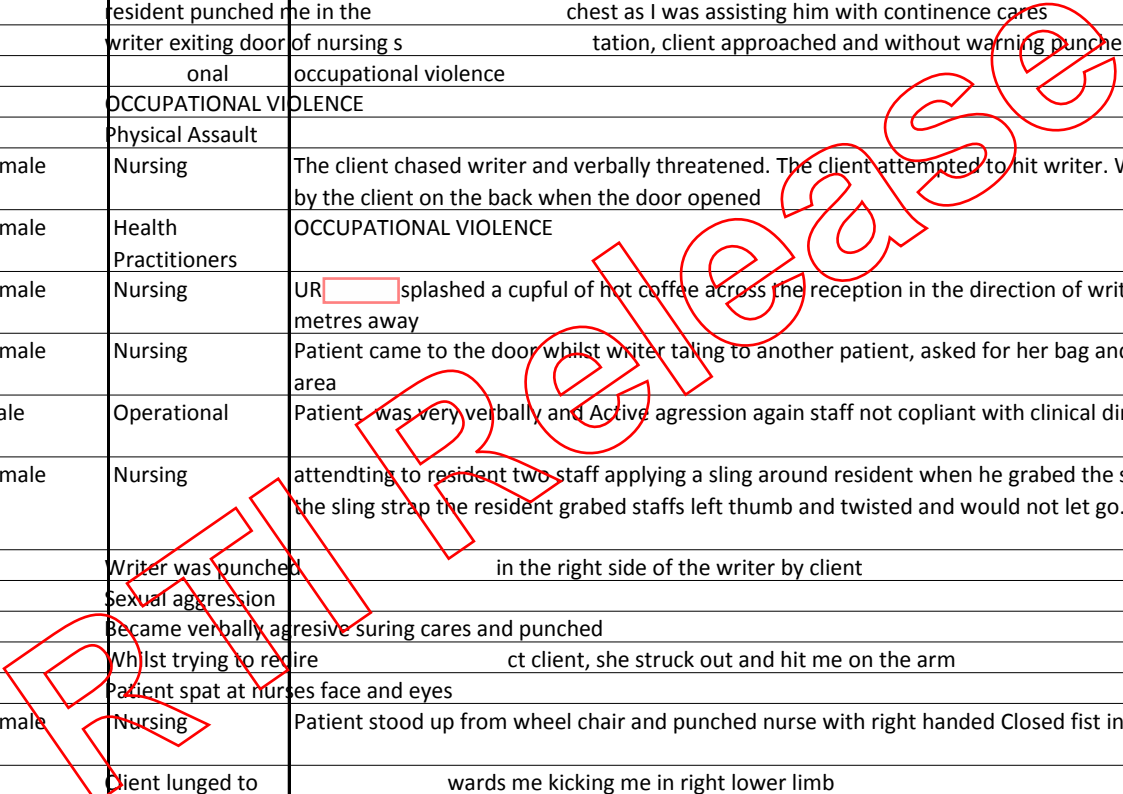 resident punched me in the chest as I was assisting him with continence cares
writer exiting door of nursing s tation, client approached and without warning punche
onal occupational violence
OCCUPATIONAL VIOLENCE
Physical Assault
male Nursing The client chased writer and verbally threatened. The client attempted to hit writer. W
by the client on the back when the door opened
male Health OCCUPATIONAL VIOLENCE
Practitioners
male Nursing UR splashed a cupful of hot coffee across the reception in the direction of writ
metres away
male Nursing Patient came to the door whilst writer taling to another patient, asked for her bag and
area
ale Operational Patient was very verbally and Active agression again staff not copliant with clinical dir
male Nursing attendting to resident two staff applying a sling around resident when he grabed the s
the sling strap the resident grabed staffs left thumb and twisted and would not let go.
Writer was punched in the right side of the writer by client
Sexual aggression
Became verbally agresive suring cares and punched
Whilst trying to redire ct client, she struck out and hit me on the arm
Patient spat at nurses face and eyes
male Nursing Patient stood up from wheel chair and punched nurse with right handed Closed fist in
Client lunged to wards me kicking me in right lower limb
RTI Release